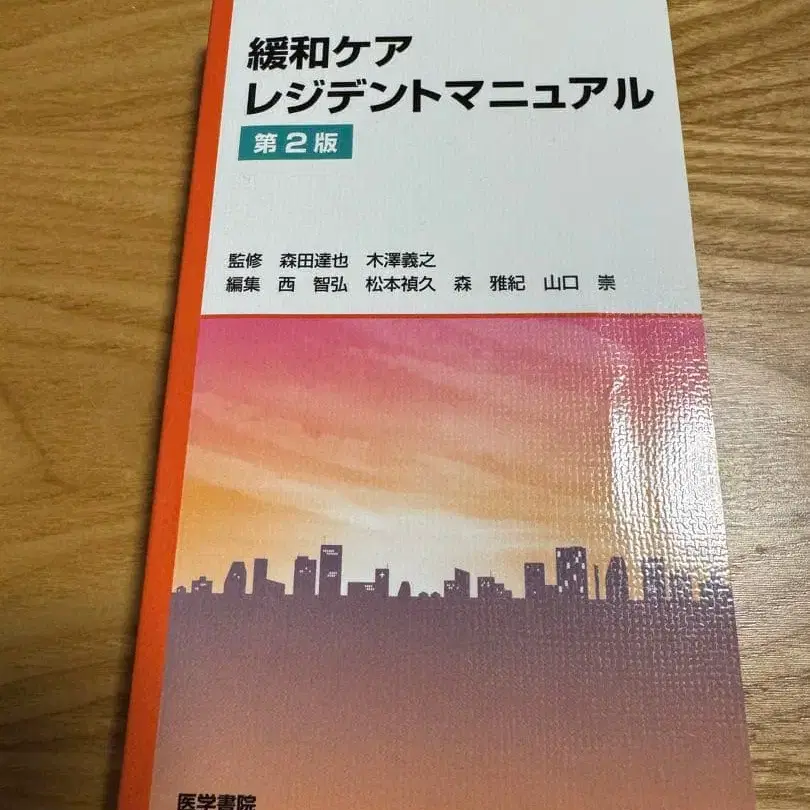 緩和ケア
レジデントマニュアル
第2版
監修 森田達也 木澤義之
編集 西 智弘 松本禎久 森 雅紀 山口 崇
医学書院